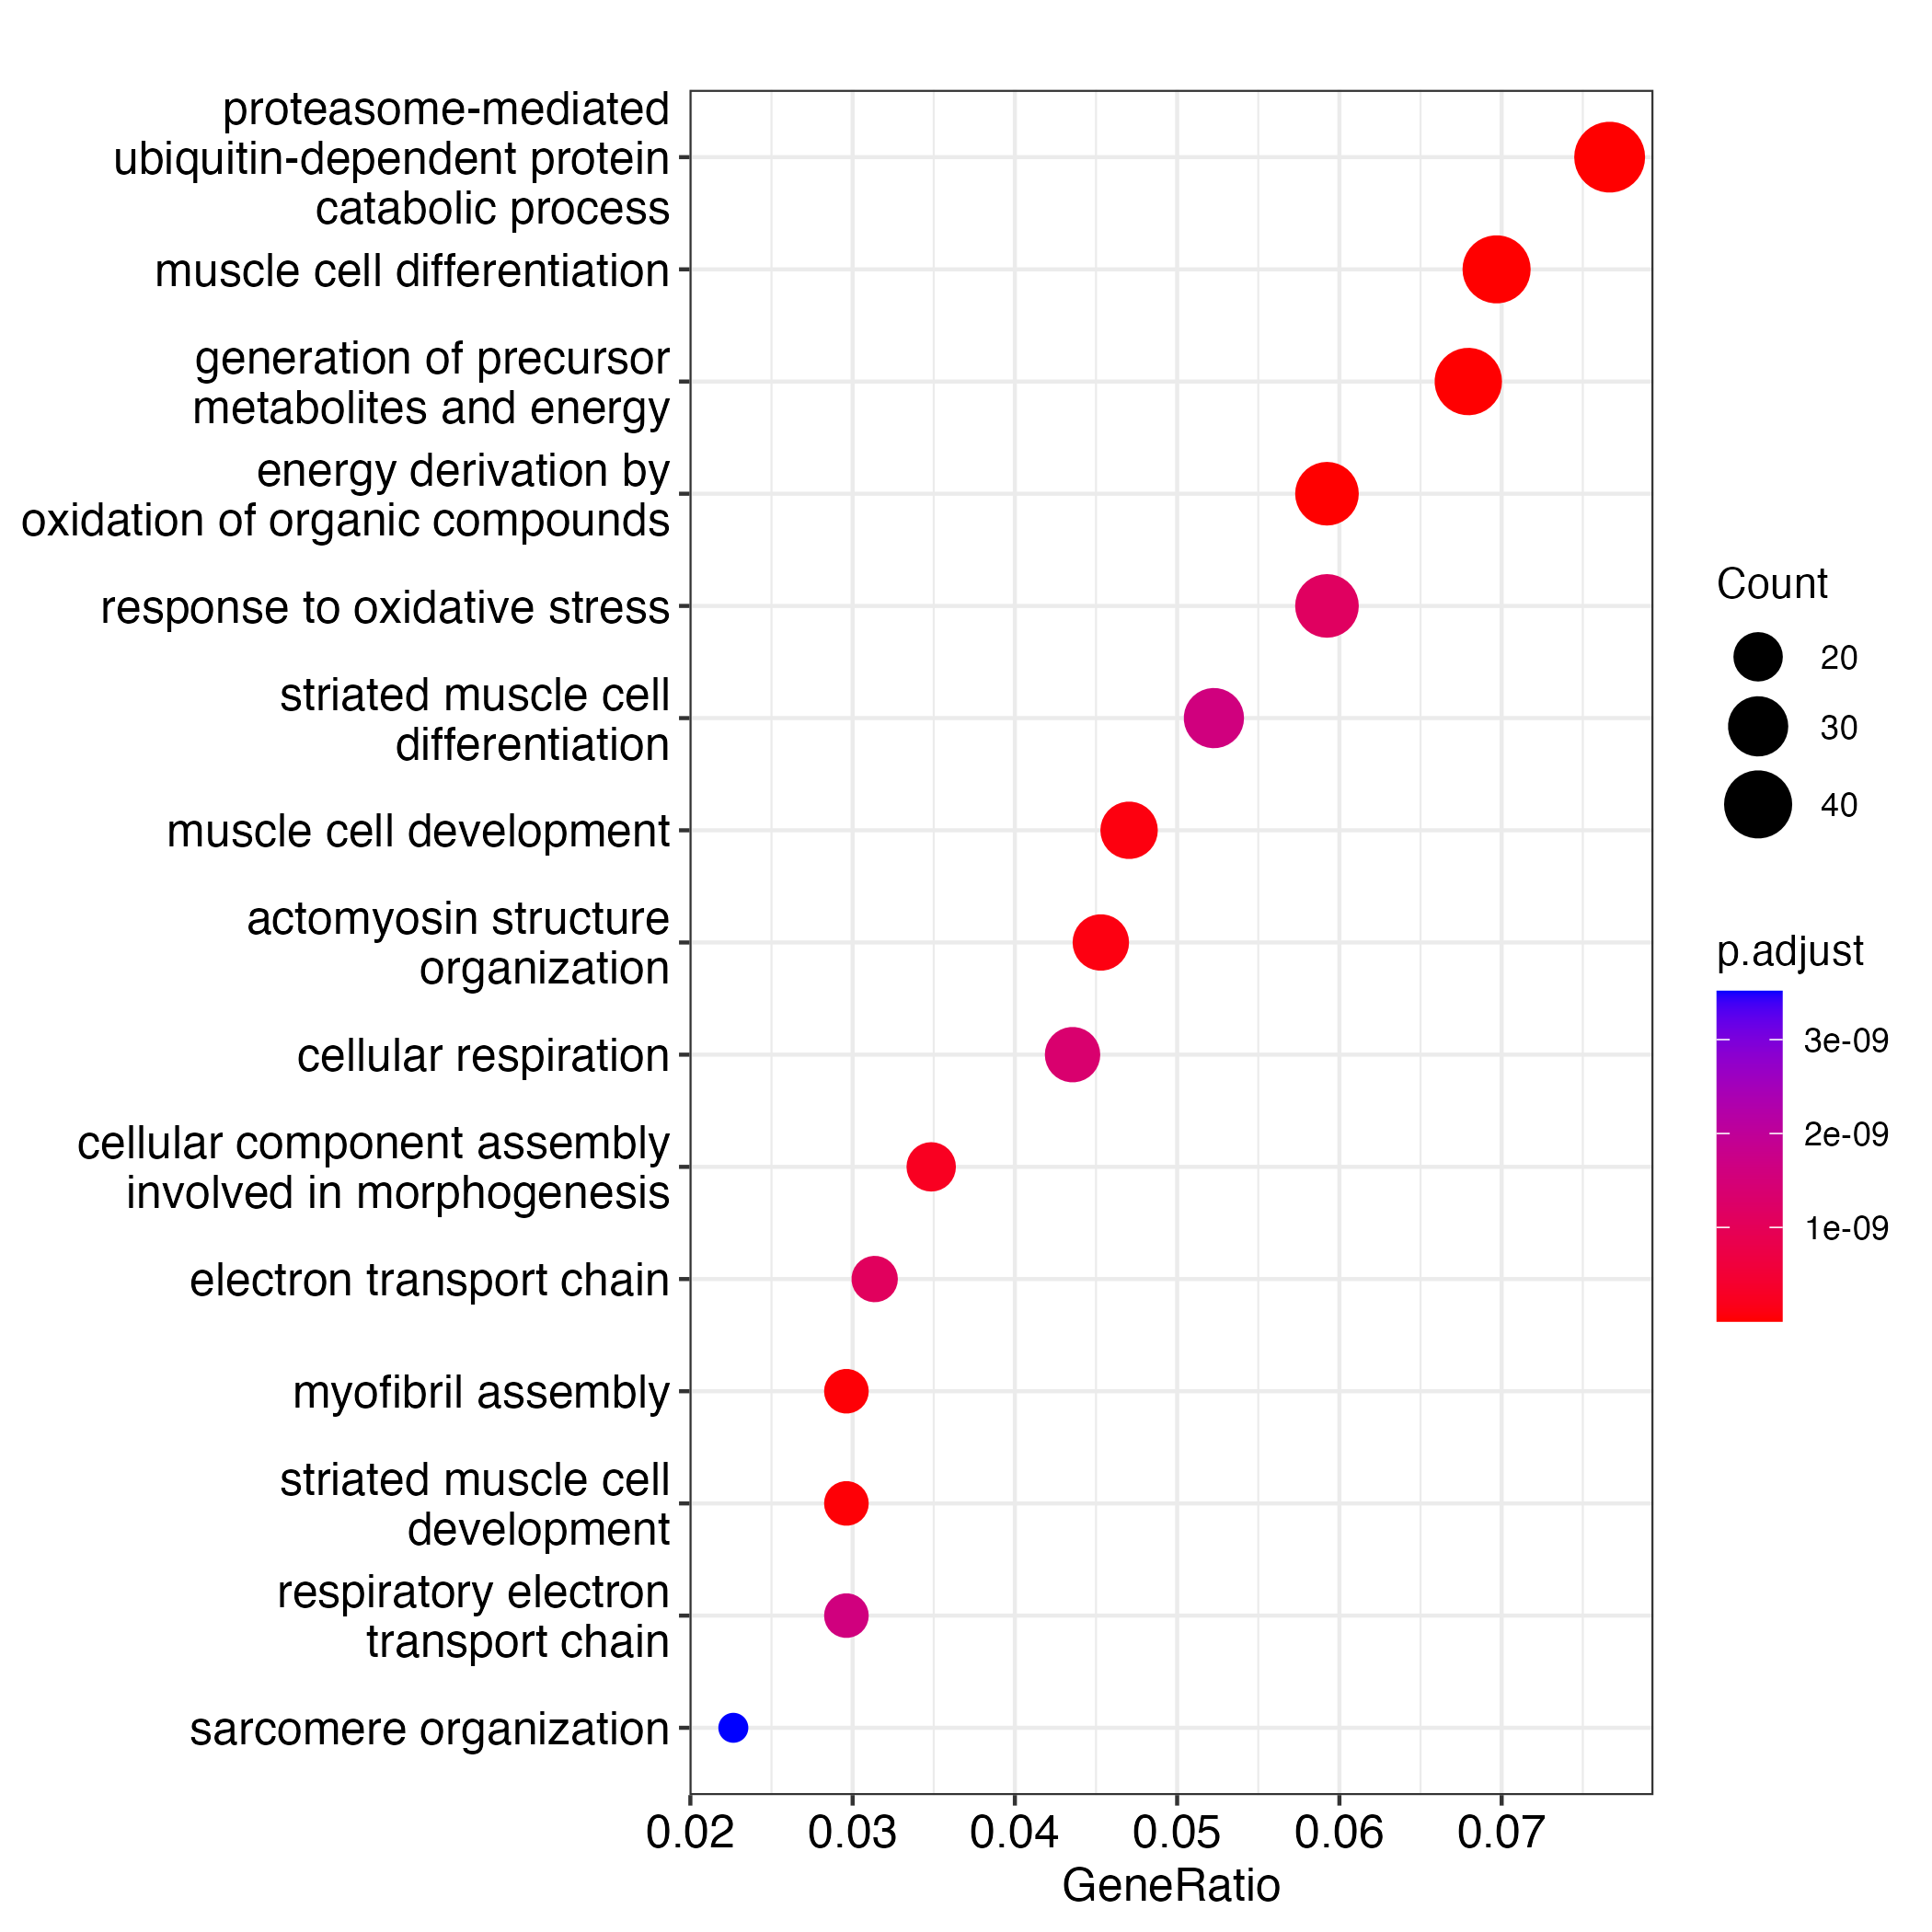 proteasome-mediated
ubiquitin-dependent protein
catabolic process
muscle cell differentiation
generation of precursor
metabolites and energy
energy derivation by
oxidation of organic compounds
response to oxidative stress
striated muscle cell
differentiation
muscle cell development
actomyosin structure
organization
cellular respiration
cellular component assembly
involved in morphogenesis
electron transport chain
myofibril assembly
striated muscle cell
development
respiratory electron
transport chain
sarcomere organization
0.02 0.03 0.04 0.05 0.06 0.07
GeneRatio
Count
20
30
40
p.adjust
3e-09
2e-09
1e-09